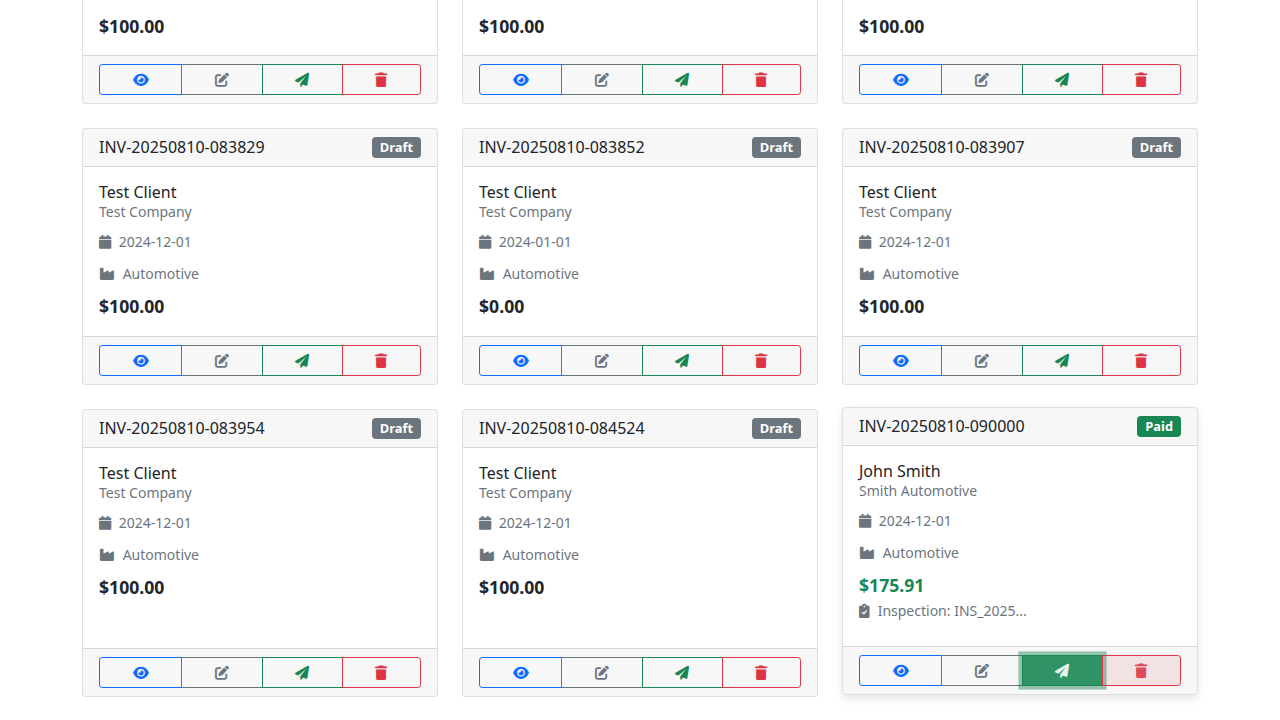 $100.00
$100.00
$100.00
INV-20250810-083829 Draft
Test Client
Test Company
2024-12-01
Automotive
$100.00
INV-20250810-083852 Draft
Test Client
Test Company
2024-01-01
Automotive
$0.00
INV-20250810-083907 Draft
Test Client
Test Company
2024-12-01
Automotive
$100.00
INV-20250810-083954 Draft
Test Client
Test Company
2024-12-01
Automotive
$100.00
INV-20250810-084524 Draft
Test Client
Test Company
2024-12-01
Automotive
$100.00
INV-20250810-090000 Paid
John Smith
Smith Automotive
2024-12-01
Automotive
$175.91
Inspection: INS_2025...